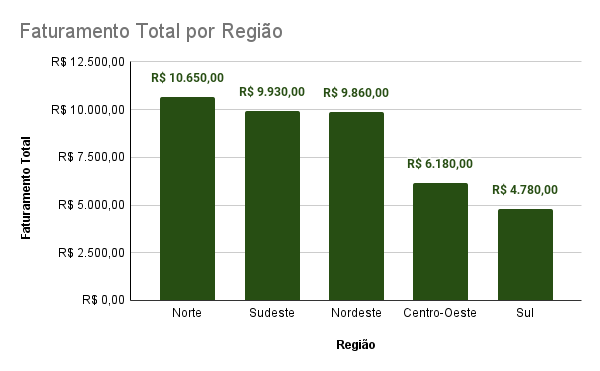 Faturamento Total por Região
Faturamento Total
R$ 12.500,00
R$ 10.000,00
R$ 7.500,00
R$ 5.000,00
R$ 2.500,00
R$ 0,00
R$ 10.650,00
R$ 9.930,00
R$ 9.860,00
R$ 6.180,00
R$ 4.780,00
Norte
Sudeste
Nordeste
Centro-Oeste
Sul
Região